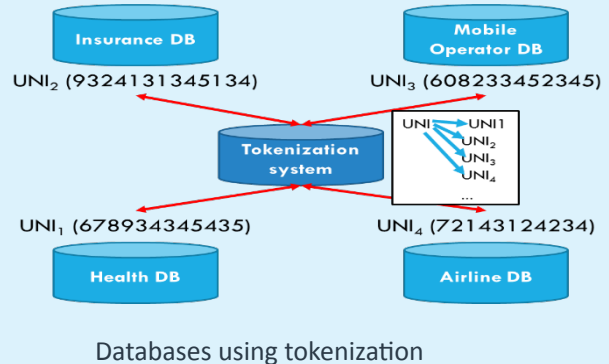 Insurance DB
Mobile
Operator DB
UNI₂ (9324131345134)
UNI₃ (608233452345)
Tokenization
system
UNI UNI1
UNI₂
UNI₃
UNI₄
...
UNI₁ (678934345435)
UNI₄ (72143124234)
Health DB
Airline DB
Databases using tokenization